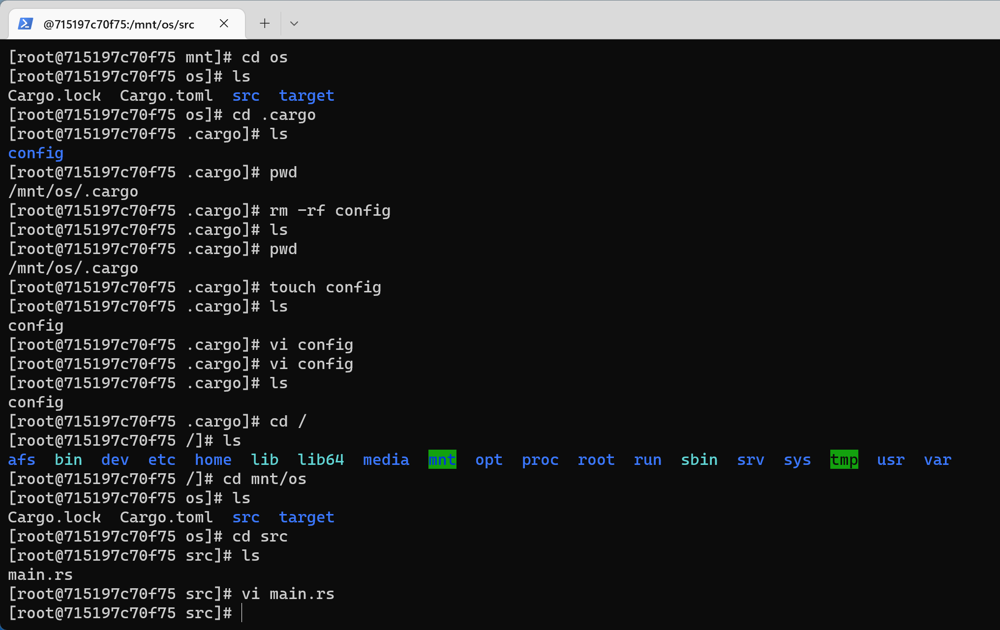 @715197c70f75:/mnt/os/src
[root@715197c70f75 mnt]# cd os
[root@715197c70f75 os]# ls
Cargo.lock  Cargo.toml  src  target
[root@715197c70f75 os]# cd .cargo
[root@715197c70f75 .cargo]# ls
config
[root@715197c70f75 .cargo]# pwd
/mnt/os/.cargo
[root@715197c70f75 .cargo]# rm -rf config
[root@715197c70f75 .cargo]# ls
[root@715197c70f75 .cargo]# pwd
/mnt/os/.cargo
[root@715197c70f75 .cargo]# touch config
[root@715197c70f75 .cargo]# ls
config
[root@715197c70f75 .cargo]# vi config
[root@715197c70f75 .cargo]# vi config
[root@715197c70f75 .cargo]# ls
config
[root@715197c70f75 .cargo]# cd /
[root@715197c70f75 /]# ls
afs  bin  dev  etc  home  lib  lib64  media  mnt  opt  proc  root  run  sbin  srv  sys  tmp  usr  var
[root@715197c70f75 /]# cd mnt/os
[root@715197c70f75 os]# ls
Cargo.lock  Cargo.toml  src  target
[root@715197c70f75 os]# cd src
[root@715197c70f75 src]# ls
main.rs
[root@715197c70f75 src]# vi main.rs
[root@715197c70f75 src]#